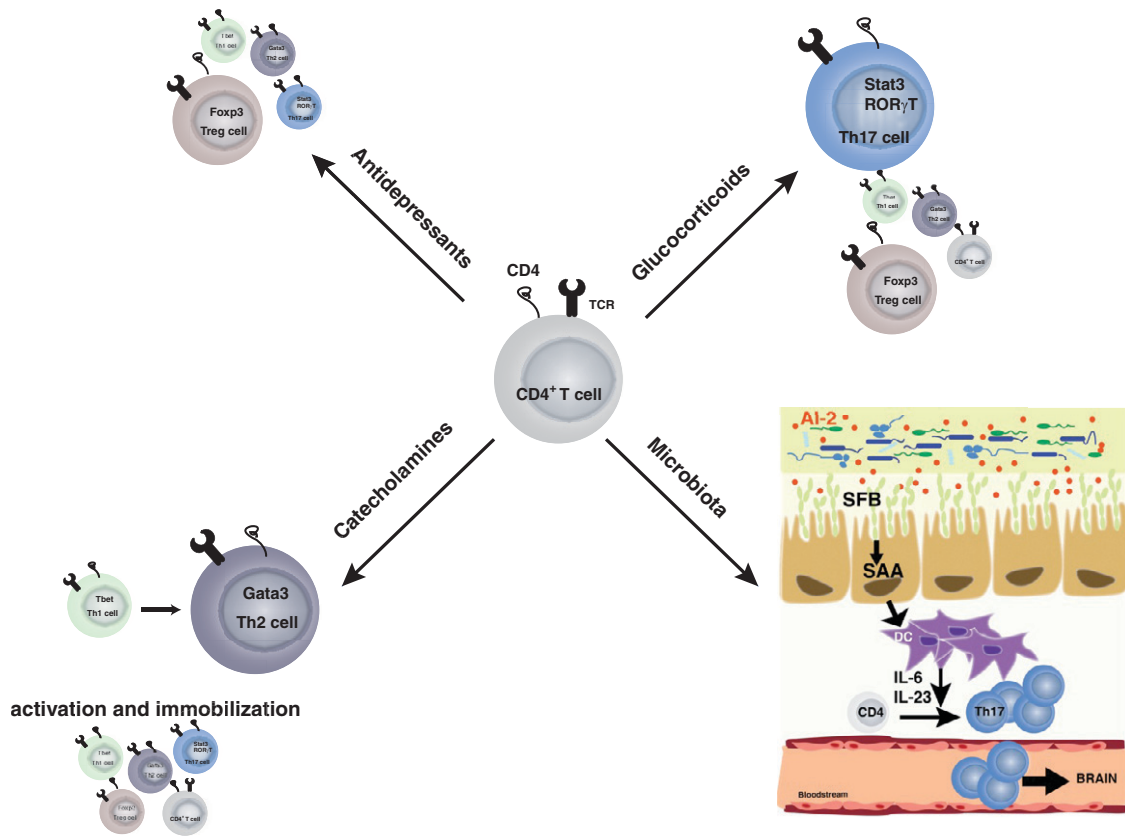 Tbet
Th1 cell
Gata3
Th2 cell
Stat3
RORγT
Th17 cell
Foxp3
Treg cell
Antidepressants
Stat3
RORγT
Th17 cell
Th1 cell
Gata3
Th2 cell
CD4+ T cell
Foxp3
Treg cell
Glucocorticoids
CD4
TCR
CD4+ T cell
Catecholamines
Microbiota
Tbet
Th1 cell
Gata3
Th2 cell
activation and immobilization
Tbet
Th1 cell
Th2 cell
Stat3
RORγT
Th17 cell
Foxp3
Treg cell
CD4+ T cell
AI-2
SFB
SAA
DC
IL-6
IL-23
CD4
Th17
BRAIN
Bloodstream